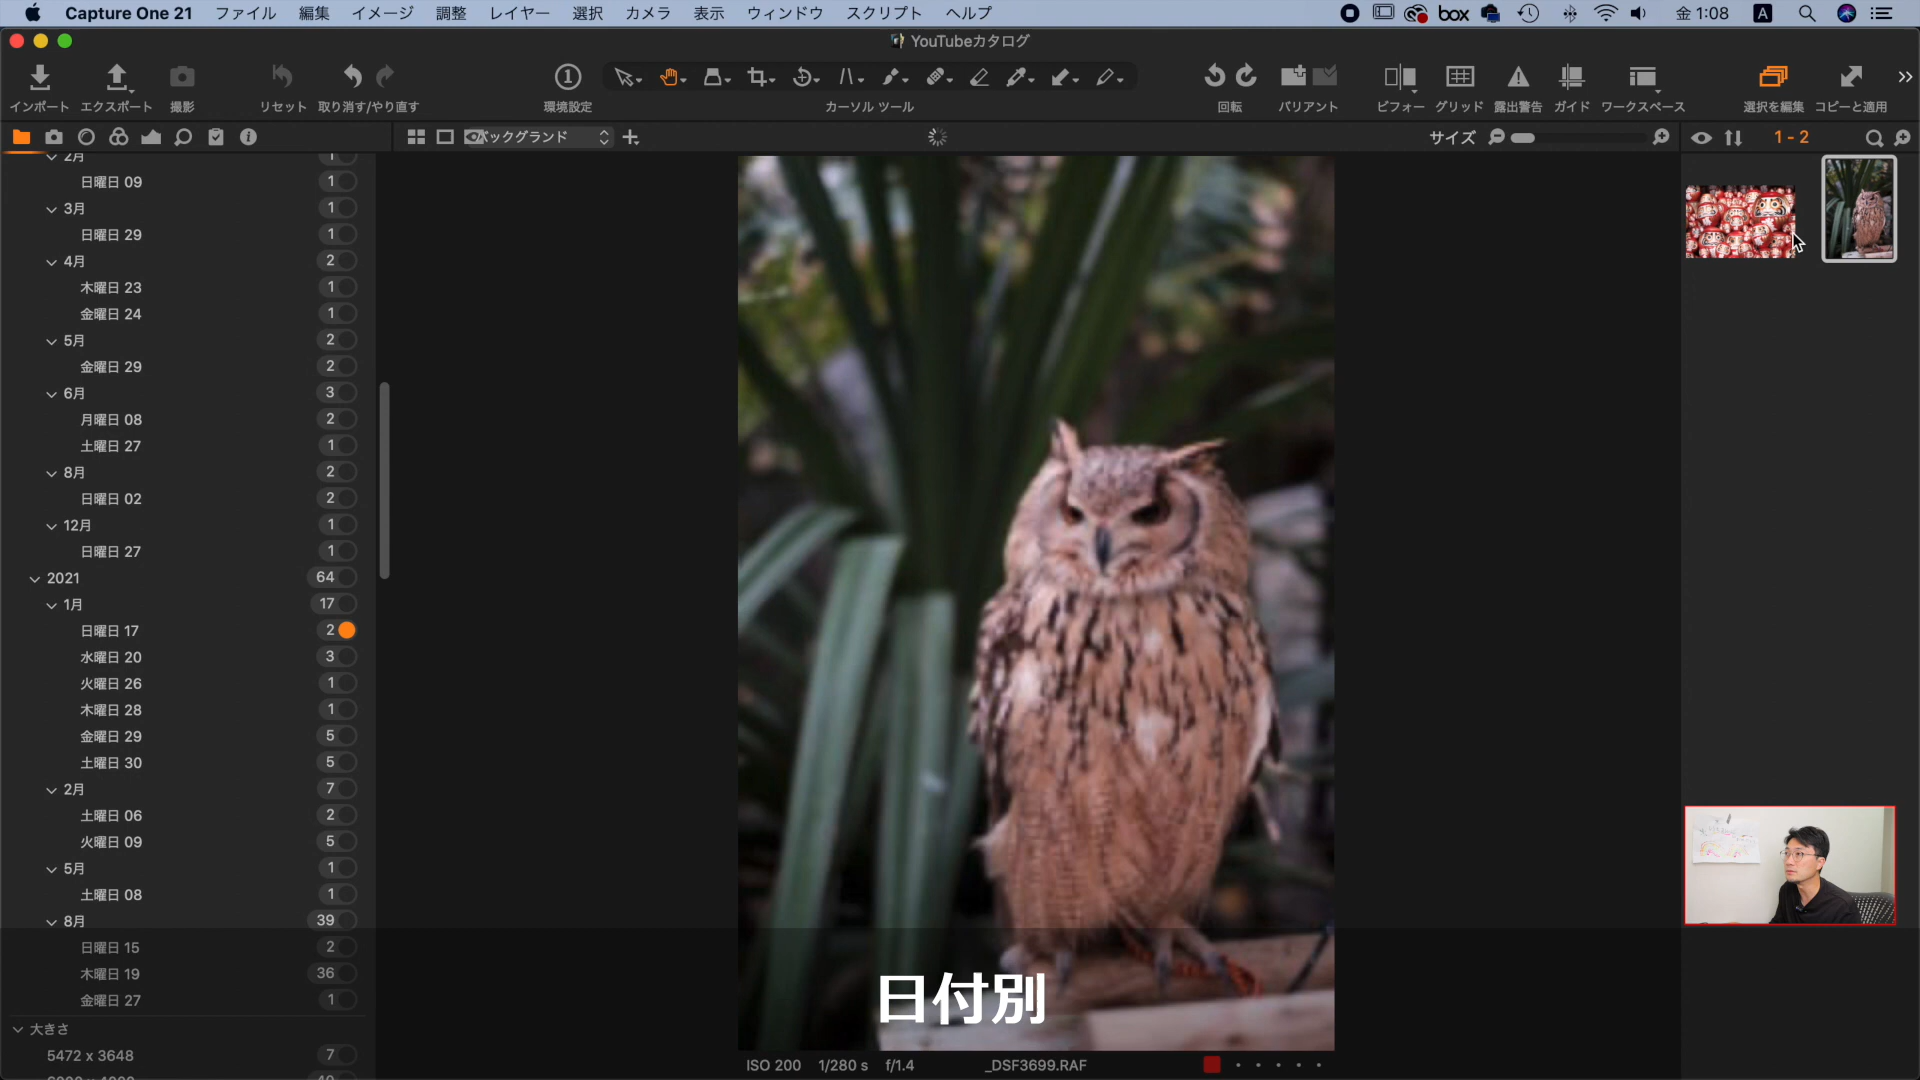 Capture One 21 ファイル 編集 イメージ 調整 レイヤー 選択 カメラ 表示 ウィンドウ スクリプト ヘルプ box 金 1:08 A
YouTubeカタログ
インポート エクスポート 撮影 リセット 取り消す/やり直す 環境設定 カーソル ツール 回転 バリアント ビフォー グリッド 露出警告 ガイド ワークスペース 選択を編集 コピーと適用
バックグランド サイズ 1 - 2
2月 1
日曜日 09 1
3月 1
日曜日 29 1
4月 2
木曜日 23 1
金曜日 24 1
5月 2
金曜日 29 2
6月 3
月曜日 08 2
土曜日 27 1
8月 2
日曜日 02 2
12月 1
日曜日 27 1
2021 64
1月 17
日曜日 17 2
水曜日 20 3
火曜日 26 1
木曜日 28 1
金曜日 29 5
土曜日 30 5
2月 7
土曜日 06 2
火曜日 09 5
5月 1
土曜日 08 1
8月 39
日曜日 15 2
木曜日 19 36
金曜日 27 1
大きさ
5472 x 3648 7
日付別
ISO 200 1/280 s f/1.4 _DSF3699.RAF